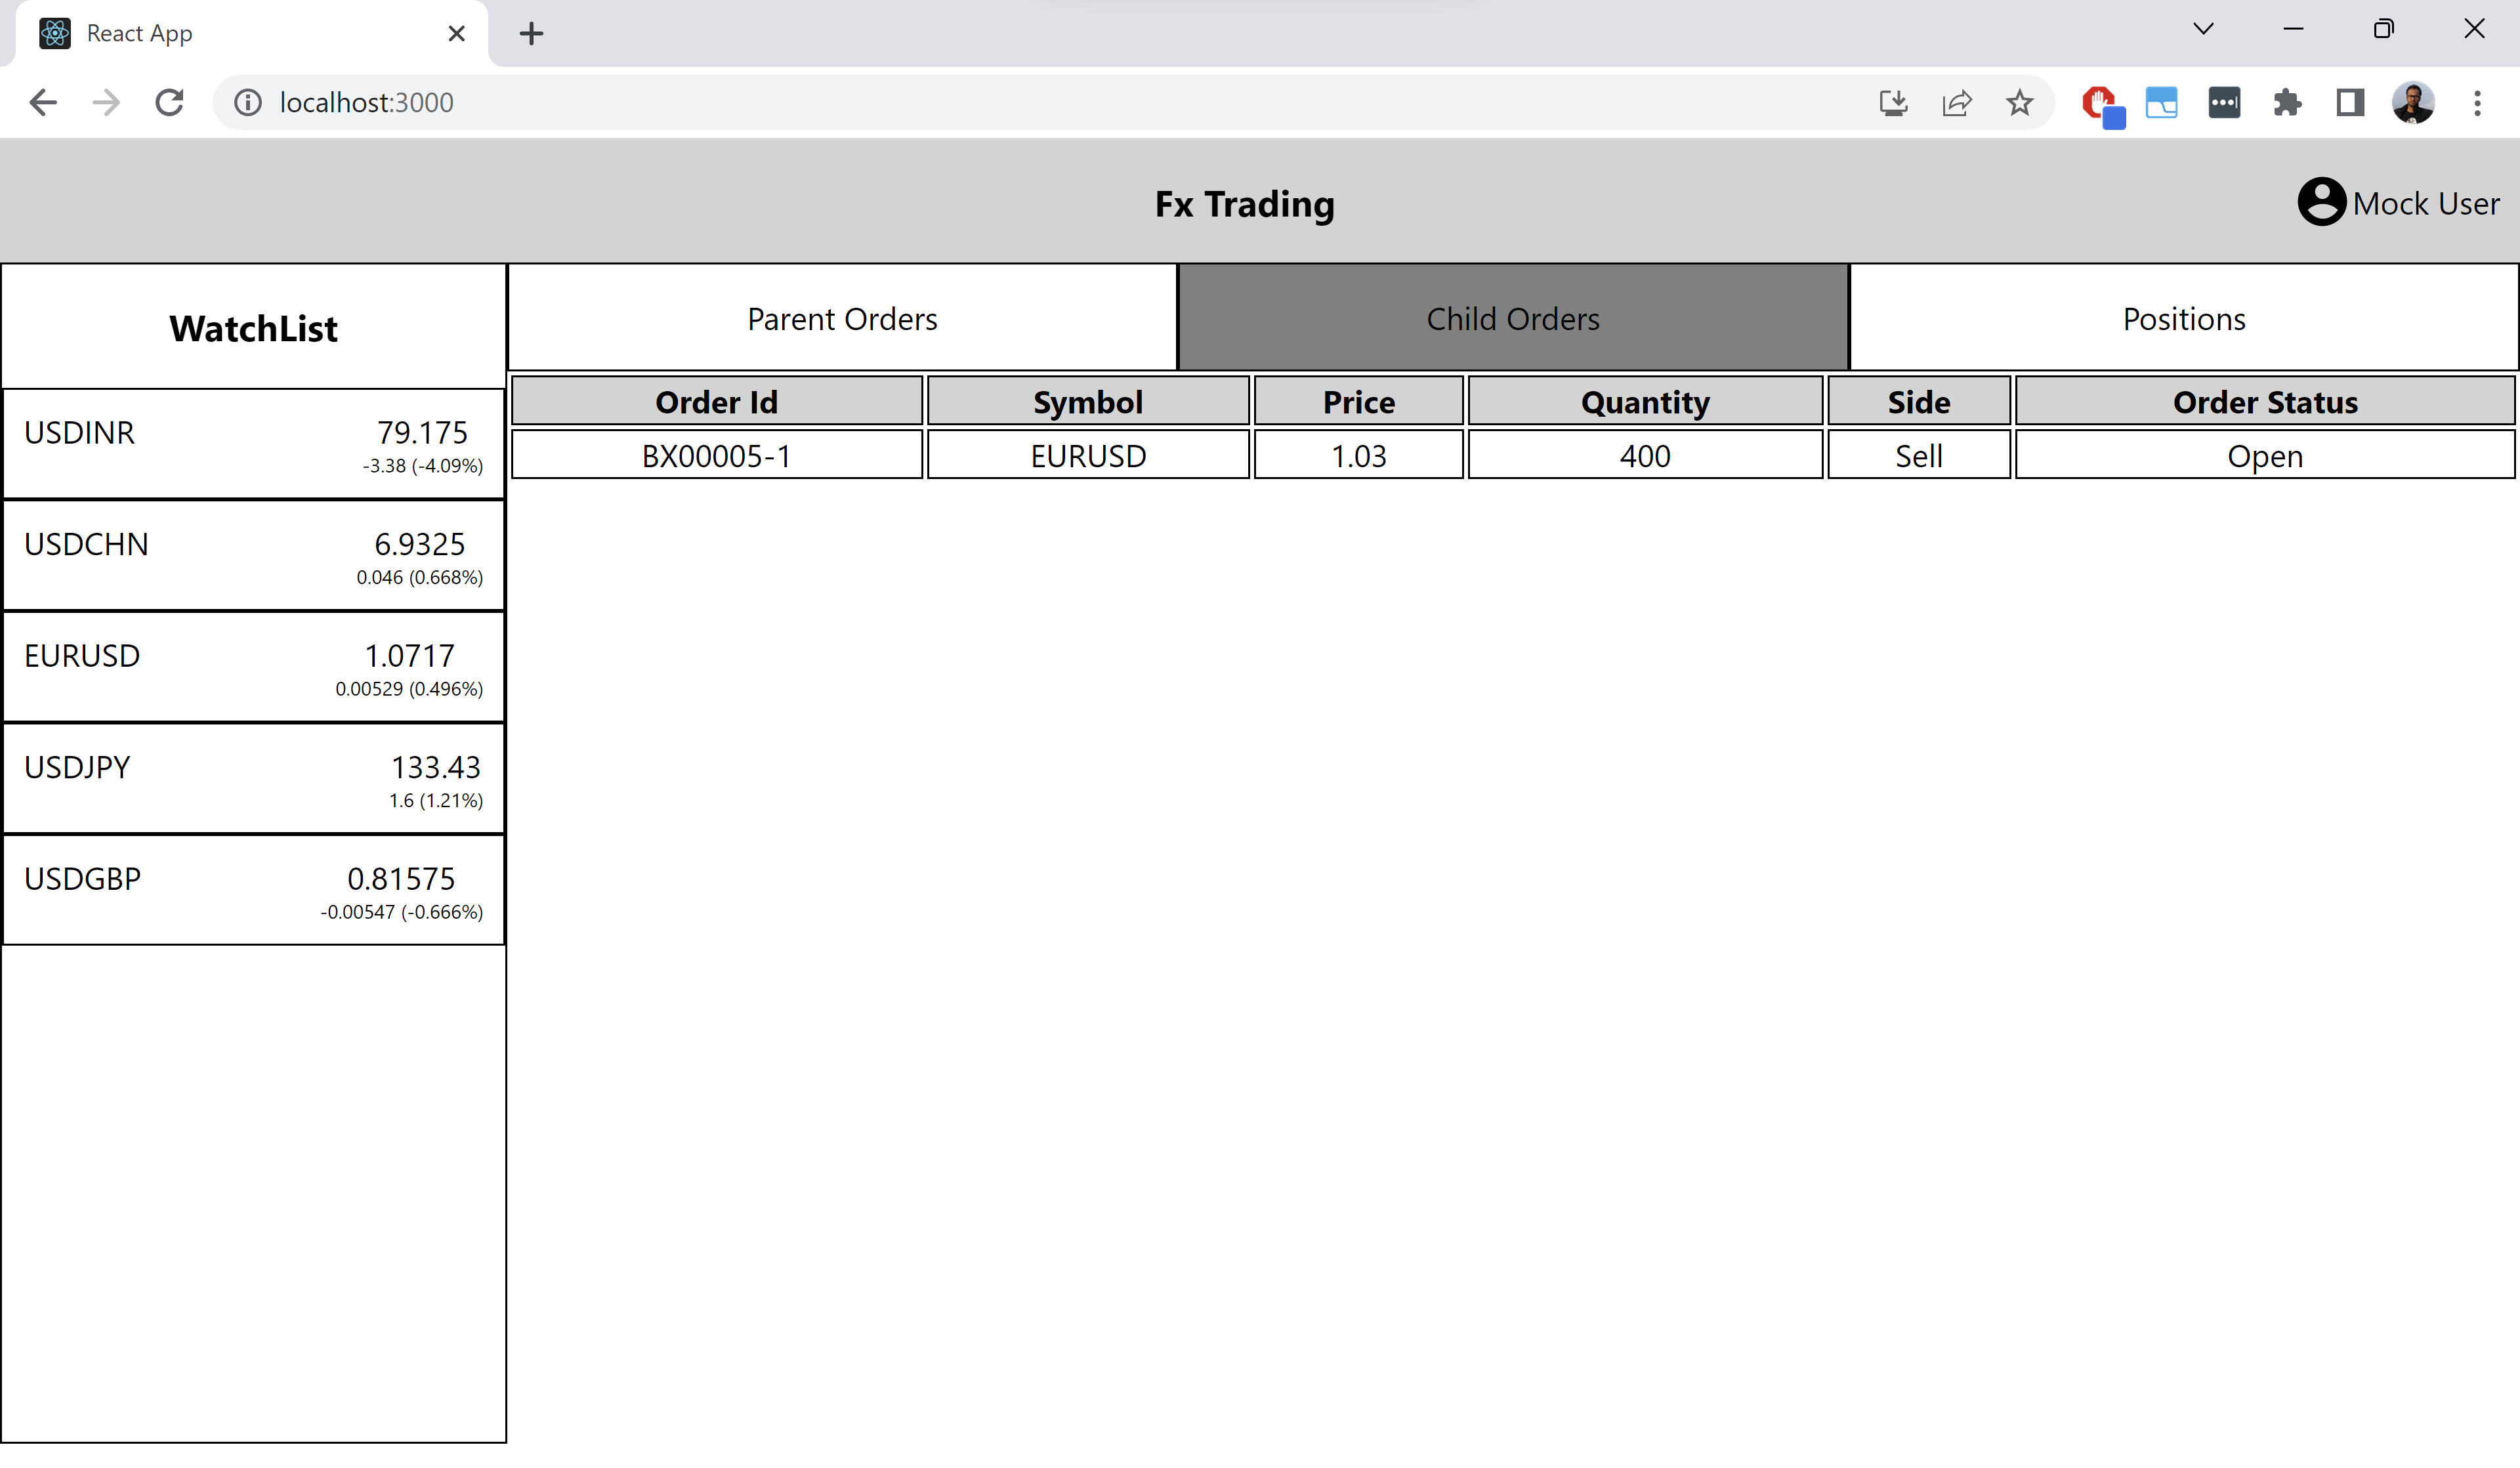 React App
localhost:3000
Fx Trading
Mock User
WatchList
USDINR 79.175
-3.38 (-4.09%)
USDCHN 6.9325
0.046 (0.668%)
EURUSD 1.0717
0.00529 (0.496%)
USDJPY 133.43
1.6 (1.21%)
USDGBP 0.81575
-0.00547 (-0.666%)
Parent Orders Child Orders Positions
Order Id Symbol Price Quantity Side Order Status
BX00005-1 EURUSD 1.03 400 Sell Open